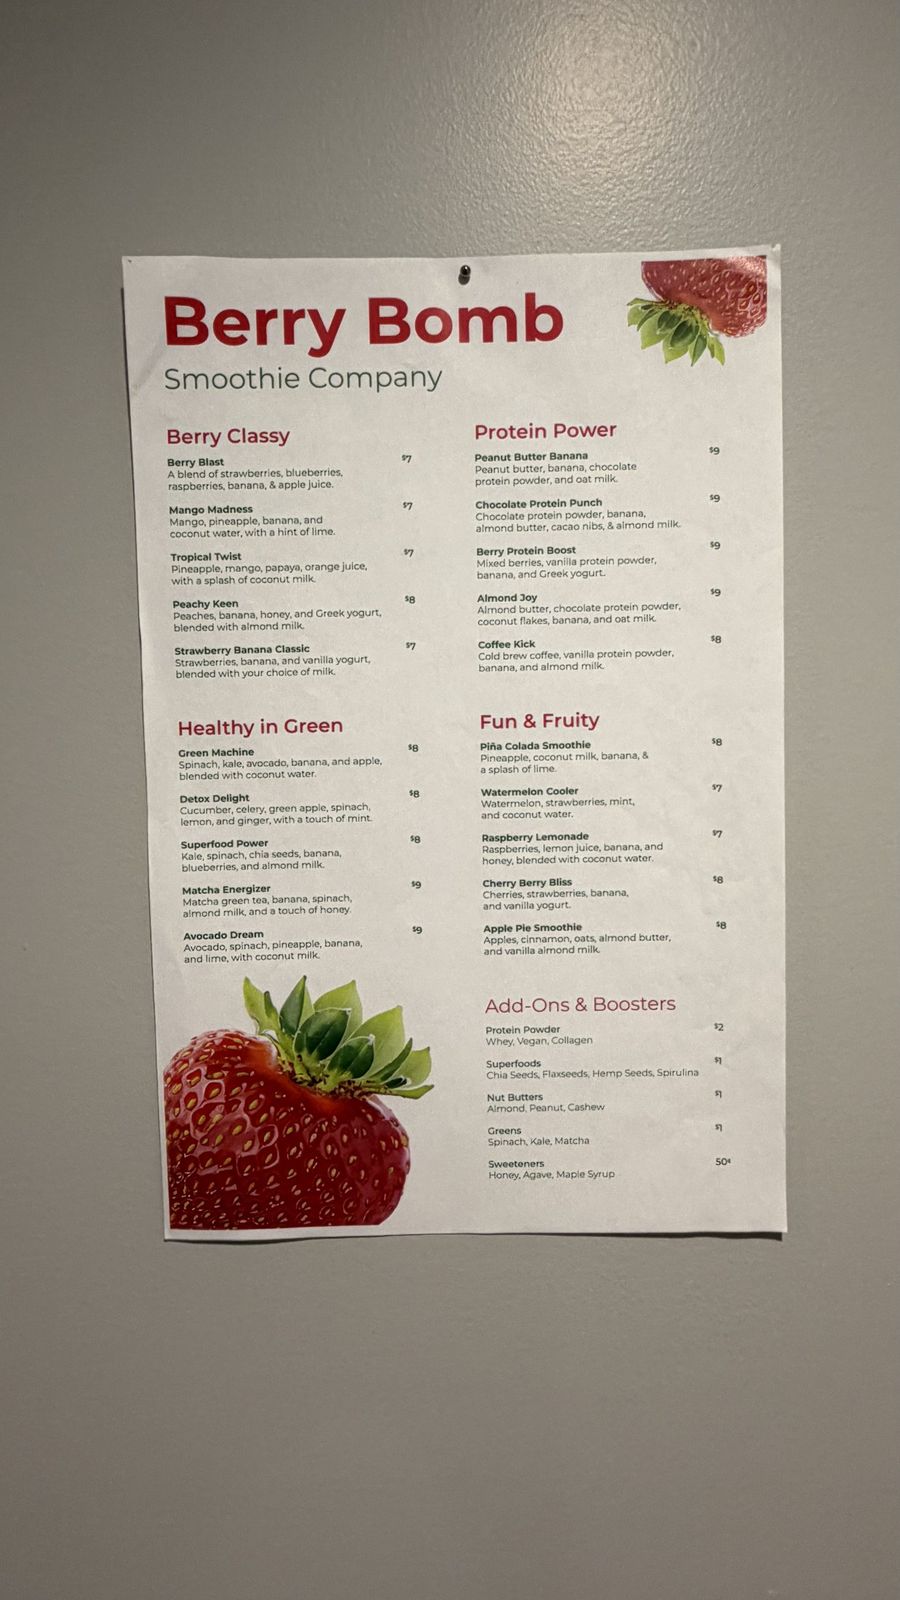 Berry Bomb
Smoothie Company
Berry Classy
Berry Blast $7
A blend of strawberries, blueberries,
raspberries, banana, & apple juice.
Mango Madness $7
Mango, pineapple, banana, and
coconut water, with a hint of lime.
Tropical Twist $7
Pineapple, mango, papaya, orange juice,
with a splash of coconut milk.
Peachy Keen $8
Peaches, banana, honey, and Greek yogurt,
blended with almond milk.
Strawberry Banana Classic $7
Strawberries, banana, and vanilla yogurt,
blended with your choice of milk.
Healthy in Green
Green Machine $8
Spinach, kale, avocado, banana, and apple,
blended with coconut water.
Detox Delight $8
Cucumber, celery, green apple, spinach,
lemon, and ginger, with a touch of mint.
Superfood Power $8
Kale, spinach, chia seeds, banana,
blueberries, and almond milk.
Matcha Energizer $9
Matcha green tea, banana, spinach,
almond milk, and a touch of honey.
Avocado Dream $9
Avocado, spinach, pineapple, banana,
and lime, with coconut milk.
Protein Power
Peanut Butter Banana $9
Peanut butter, banana, chocolate
protein powder, and oat milk.
Chocolate Protein Punch $9
Chocolate protein powder, banana,
almond butter, cacao nibs, & almond milk.
Berry Protein Boost $9
Mixed berries, vanilla protein powder,
banana, and Greek yogurt.
Almond Joy $9
Almond butter, chocolate protein powder,
coconut flakes, banana, and oat milk.
Coffee Kick $8
Cold brew coffee, vanilla protein powder,
banana, and almond milk.
Fun & Fruity
Piña Colada Smoothie $8
Pineapple, coconut milk, banana, &
a splash of lime.
Watermelon Cooler $7
Watermelon, strawberries, mint,
and coconut water.
Raspberry Lemonade $7
Raspberries, lemon juice, banana, and
honey, blended with coconut water.
Cherry Berry Bliss $8
Cherries, strawberries, banana,
and vanilla yogurt.
Apple Pie Smoothie $8
Apples, cinnamon, oats, almond butter,
and vanilla almond milk.
Add-Ons & Boosters
Protein Powder $2
Whey, Vegan, Collagen
Superfoods $1
Chia Seeds, Flaxseeds, Hemp Seeds, Spirulina
Nut Butters $1
Almond, Peanut, Cashew
Greens $1
Spinach, Kale, Matcha
Sweeteners 50¢
Honey, Agave, Maple Syrup